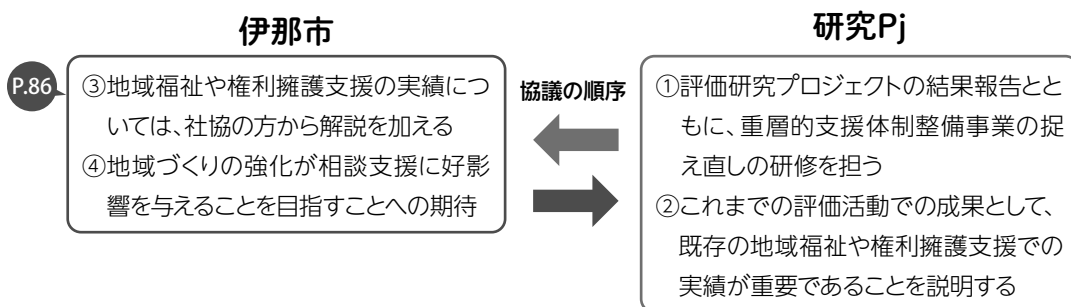 伊那市
P.86
③地域福祉や権利擁護支援の実績につ
いては、社協の方から解説を加える
④地域づくりの強化が相談支援に好影
響を与えることを目指すことへの期待
協議の順序
研究Pj
①評価研究プロジェクトの結果報告とと
もに、重層的支援体制整備事業の捉
え直しの研修を担う
②これまでの評価活動での成果として、
既存の地域福祉や権利擁護支援での
実績が重要であることを説明する